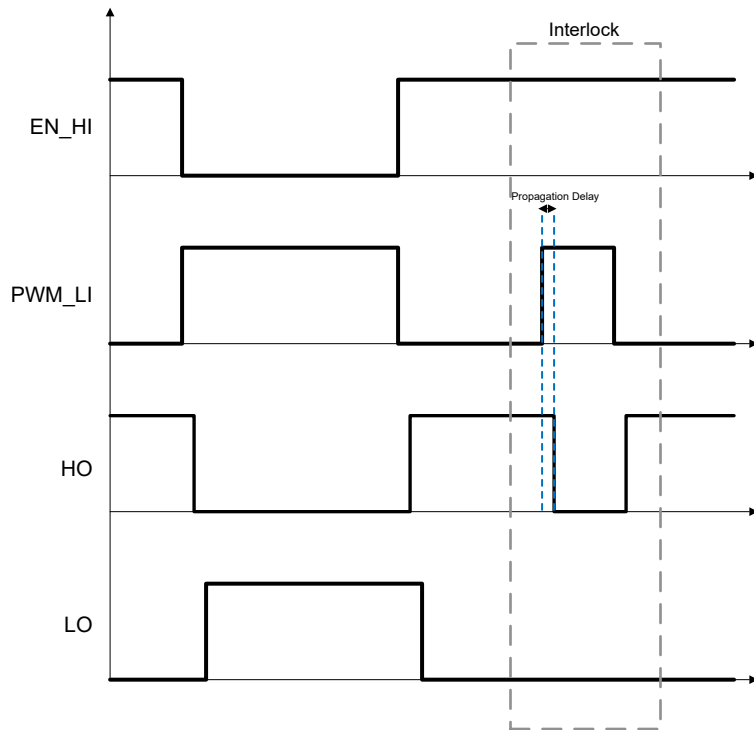 Interlock
EN_HI
Propagation Delay
PWM_LI
HO
LO